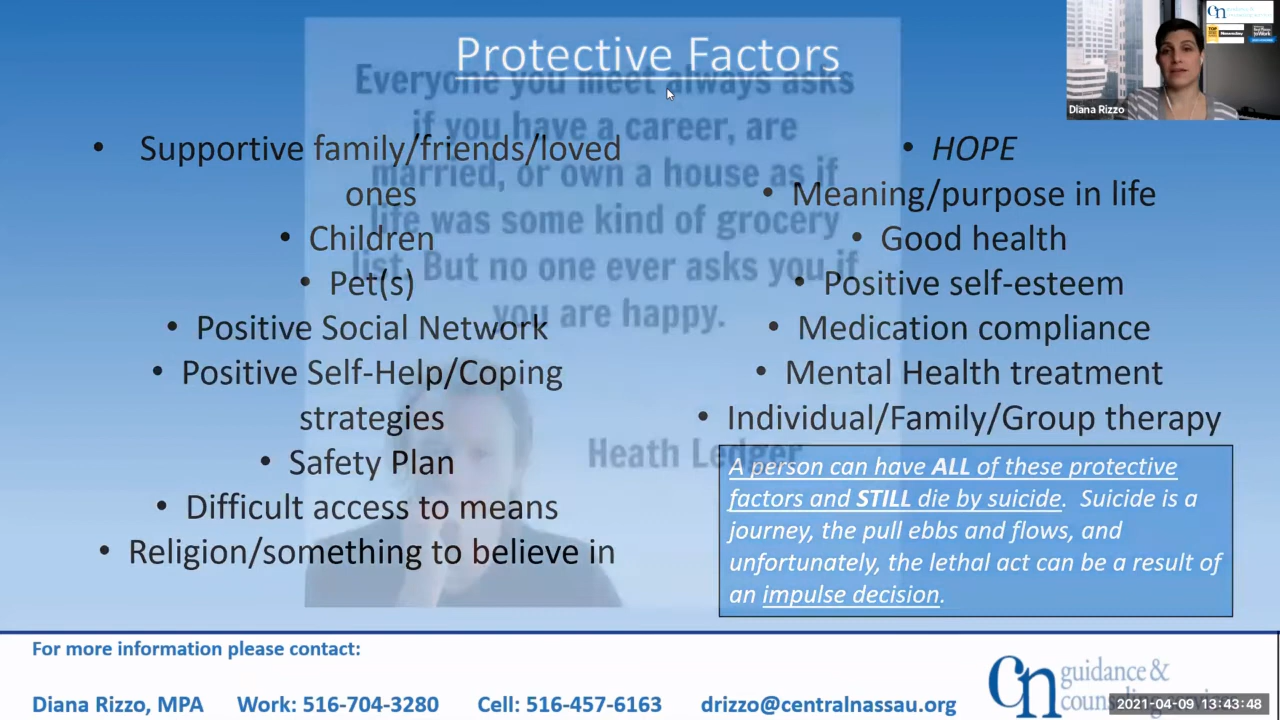 Protective Factors
Everyone you meet always asks
if you have a career, are
married, or own a house as if
life was some kind of grocery
list. But no one ever asks you if
you are happy.
Heath Ledger
• Supportive family/friends/loved
ones
• Children
• Pet(s)
• Positive Social Network
• Positive Self-Help/Coping
strategies
• Safety Plan
• Difficult access to means
• Religion/something to believe in
• HOPE
• Meaning/purpose in life
• Good health
• Positive self-esteem
• Medication compliance
• Mental Health treatment
• Individual/Family/Group therapy
A person can have ALL of these protective
factors and STILL die by suicide. Suicide is a
journey, the pull ebbs and flows, and
unfortunately, the lethal act can be a result of
an impulse decision.
Diana Rizzo
For more information please contact:
Diana Rizzo, MPA Work: 516-704-3280 Cell: 516-457-6163 drizzo@centralnassau.org
cn guidance &
counseling services
2021-04-09 13:43:48